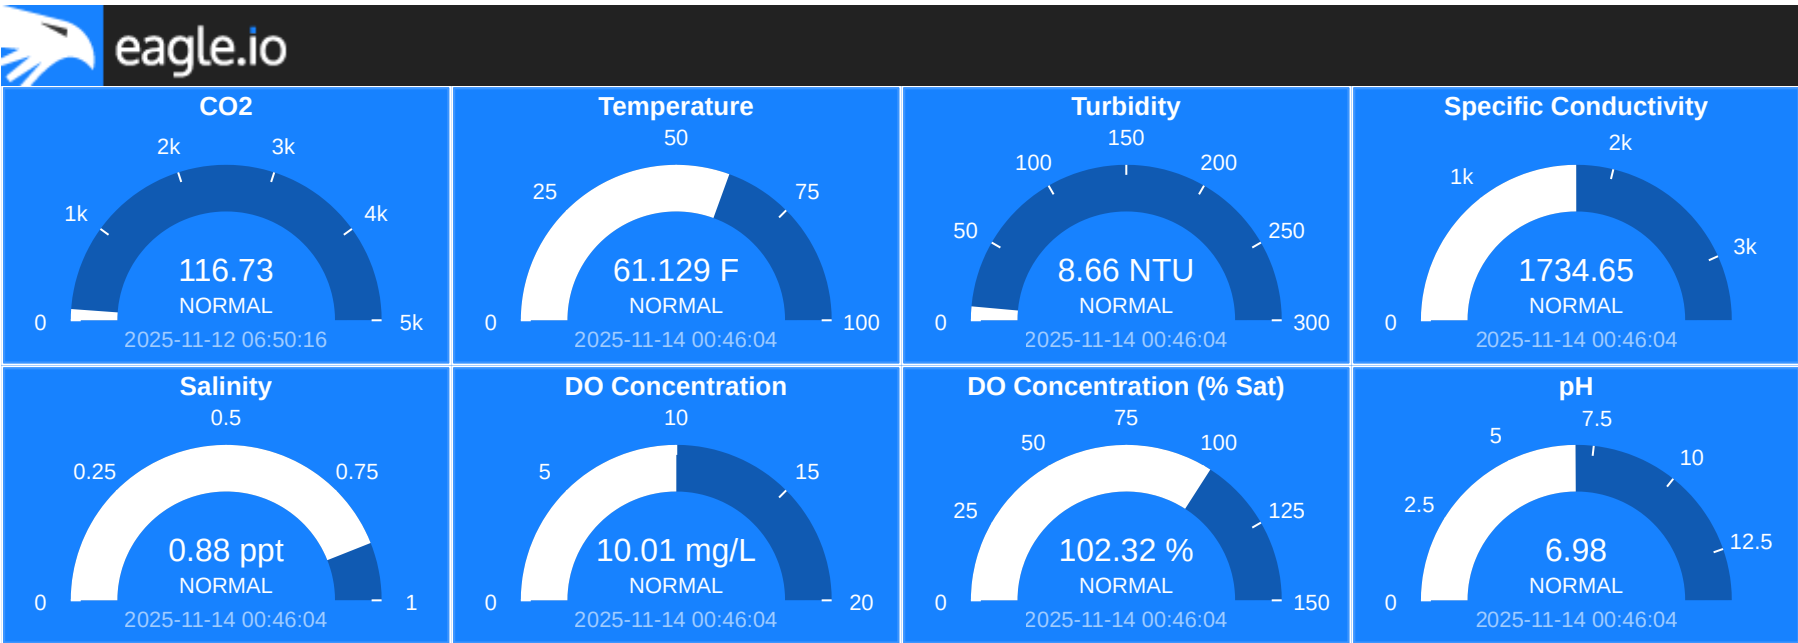 eagle.io
CO2
2k 3k
1k 4k
116.73
NORMAL
0 5k
2025-11-12 06:50:16
Temperature
50
25 75
61.129 F
NORMAL
0 100
2025-11-14 00:46:04
Turbidity
150
100 200
50 250
8.66 NTU
NORMAL
0 300
2025-11-14 00:46:04
Specific Conductivity
2k
1k
3k
1734.65
NORMAL
0
2025-11-14 00:46:04
Salinity
0.5
0.25 0.75
0.88 ppt
NORMAL
0 1
2025-11-14 00:46:04
DO Concentration
10
5 15
10.01 mg/L
NORMAL
0 20
2025-11-14 00:46:04
DO Concentration (% Sat)
75
50 100
25 125
102.32 %
NORMAL
0 150
2025-11-14 00:46:04
pH
7.5
5
10
2.5
12.5
6.98
NORMAL
0
2025-11-14 00:46:04